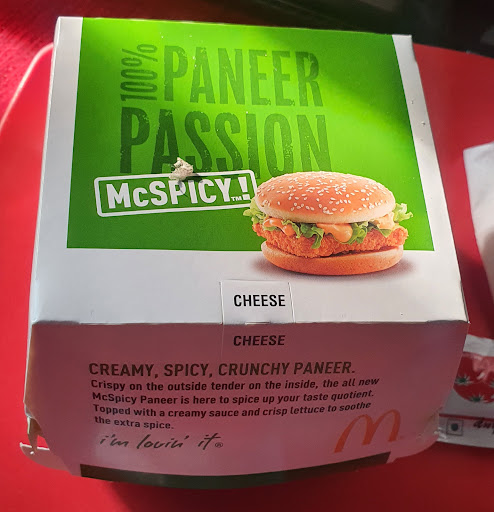 100% PANEER
PASSION
McSPICY!™
CHEESE
CHEESE
CREAMY, SPICY, CRUNCHY PANEER.
Crispy on the outside tender on the inside, the all new
McSpicy Paneer is here to spice up your taste quotient.
Topped with a creamy sauce and crisp lettuce to soothe
the extra spice.
i'm lovin' it®